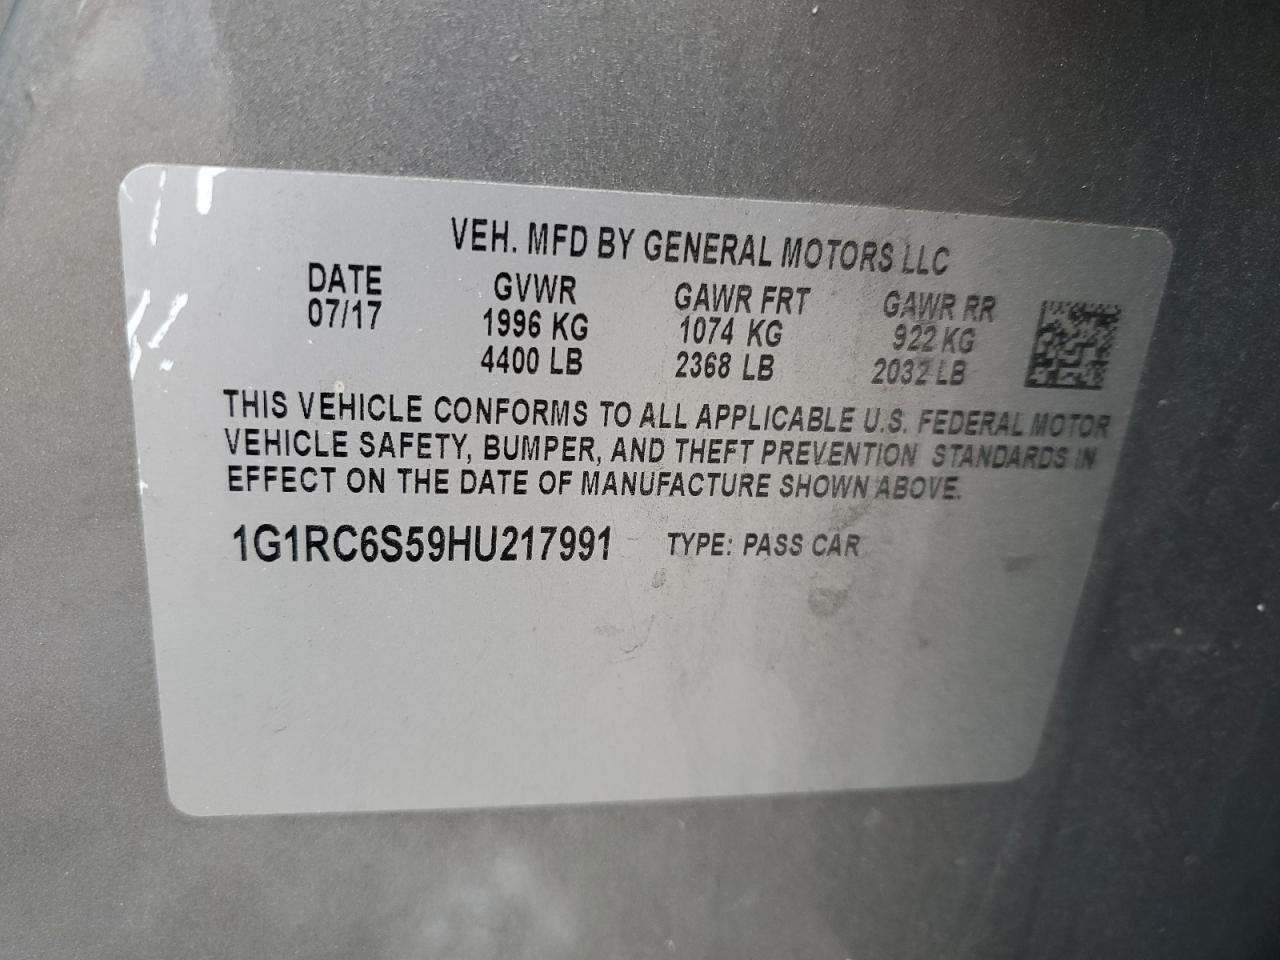 VEH. MFD BY GENERAL MOTORS LLC
DATE GVWR GAWR FRT GAWR RR
07/17 1996 KG 1074 KG 922 KG
4400 LB 2368 LB 2032 LB
THIS VEHICLE CONFORMS TO ALL APPLICABLE U.S. FEDERAL MOTOR
VEHICLE SAFETY, BUMPER, AND THEFT PREVENTION STANDARDS IN
EFFECT ON THE DATE OF MANUFACTURE SHOWN ABOVE.
1G1RC6S59HU217991 TYPE: PASS CAR